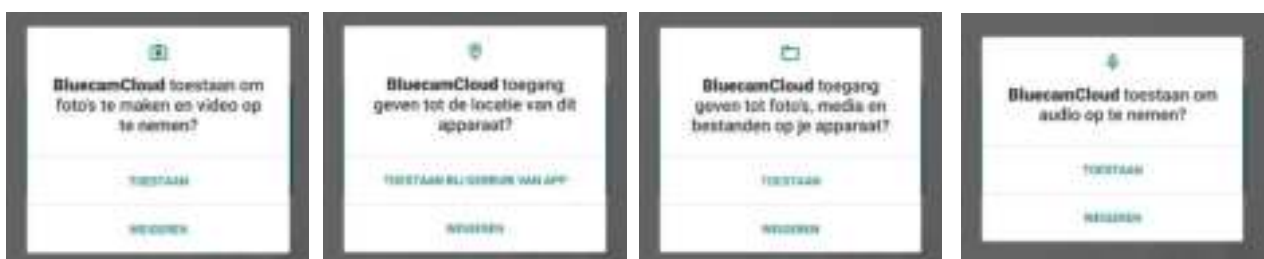 BluecamCloud toestaan om
foto's te maken en video op
te nemen?
TOESTAAN
WEIGEREN
BluecamCloud toegang
geven tot de locatie van dit
apparaat?
TOESTAAN BIJ GEBRUIK VAN APP
WEIGEREN
BluecamCloud toegang
geven tot foto's, media en
bestanden op je apparaat?
TOESTAAN
WEIGEREN
BluecamCloud toestaan om
audio op te nemen?
TOESTAAN
WEIGEREN